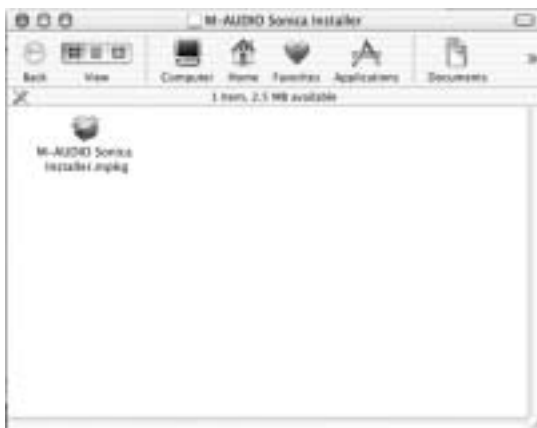 M-AUDIO Sonica Installer
Back View Computer Home Favorites Applications Documents
1 item, 2.5 MB available
M-AUDIO Sonica
Installer.mpkg